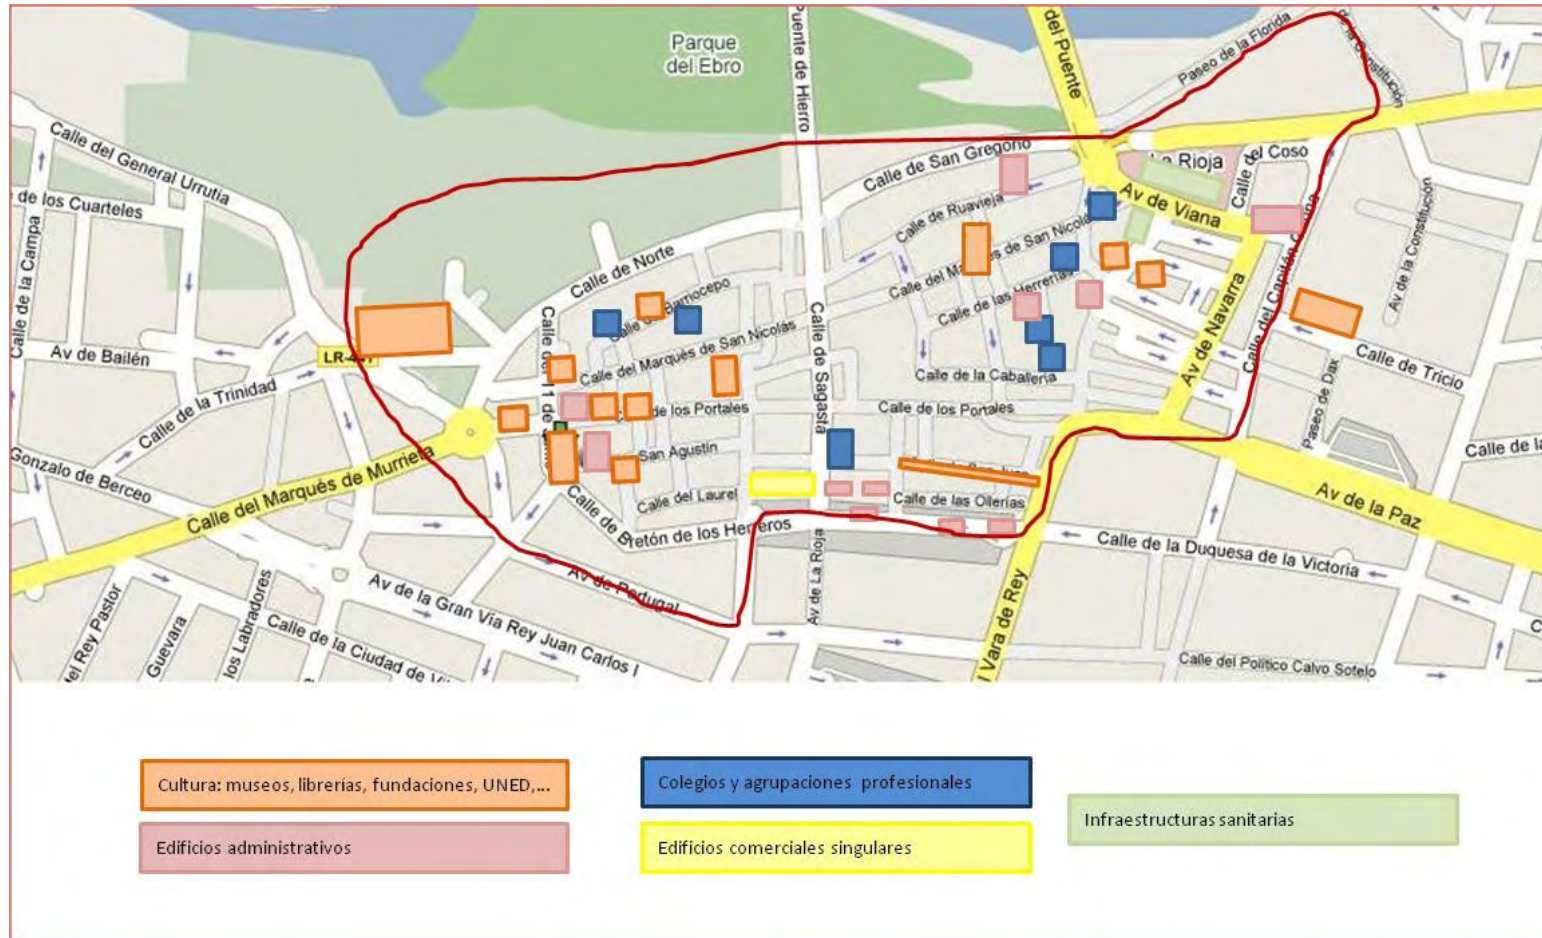 Parque
del Ebro
Puente de Hierro
del Puente
Paseo de la Florida
de la Constitución
Calle del General Urrutia
de los Cuarteles
Calle de la Campa
Calle de San Gregorio
La Rioja
Calle del Coso
Av de Viana
Calle de Ruavieja
Calle del Marqués de San Nicolás
Calle de Norte
Calle de Barriocepo
Calle de las Herrerías
Av de la Constitución
Av de Navarra
Calle del Capitán
Av de Bailén
LR-441
Calle de la Trinidad
Calle del 11 de
Calle del Marqués de San Nicolás
Calle de Sagasta
Calle de la Caballería
Calle de Tricio
Paseo de Dax
de los Portales
Calle de los Portales
San Agustín
Calle de la
Gonzalo de Berceo
Calle del Marqués de Murrieta
Calle del Laurel
Calle de las Ollerías
Calle de Bretón de los Herreros
Av de la Paz
Calle de la Duquesa de la Victoria
Av de Portugal
Av de La Rioja
l Vara de Rey
Av de la Gran Vía Rey Juan Carlos I
del Rey Pastor
Guevara
los Labradores
Calle de la Ciudad de
Calle del Político Calvo Sotelo
Cultura: museos, librerías, fundaciones, UNED,...
Colegios y agrupaciones profesionales
Infraestructuras sanitarias
Edificios administrativos
Edificios comerciales singulares